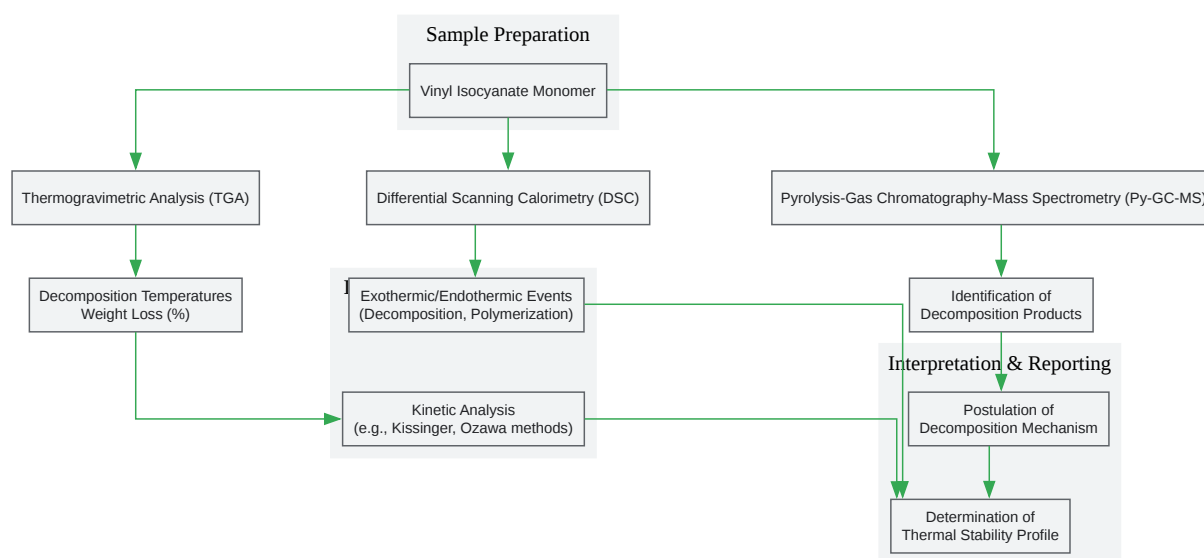 Sample Preparation
Vinyl Isocyanate Monomer
Thermogravimetric Analysis (TGA)
Differential Scanning Calorimetry (DSC)
Pyrolysis-Gas Chromatography-Mass Spectrometry (Py-GC-MS)
Decomposition Temperatures
Weight Loss (%)
Exothermic/Endothermic Events
(Decomposition, Polymerization)
Identification of
Decomposition Products
Interpretation & Reporting
Kinetic Analysis
(e.g., Kissinger, Ozawa methods)
Postulation of
Decomposition Mechanism
Determination of
Thermal Stability Profile